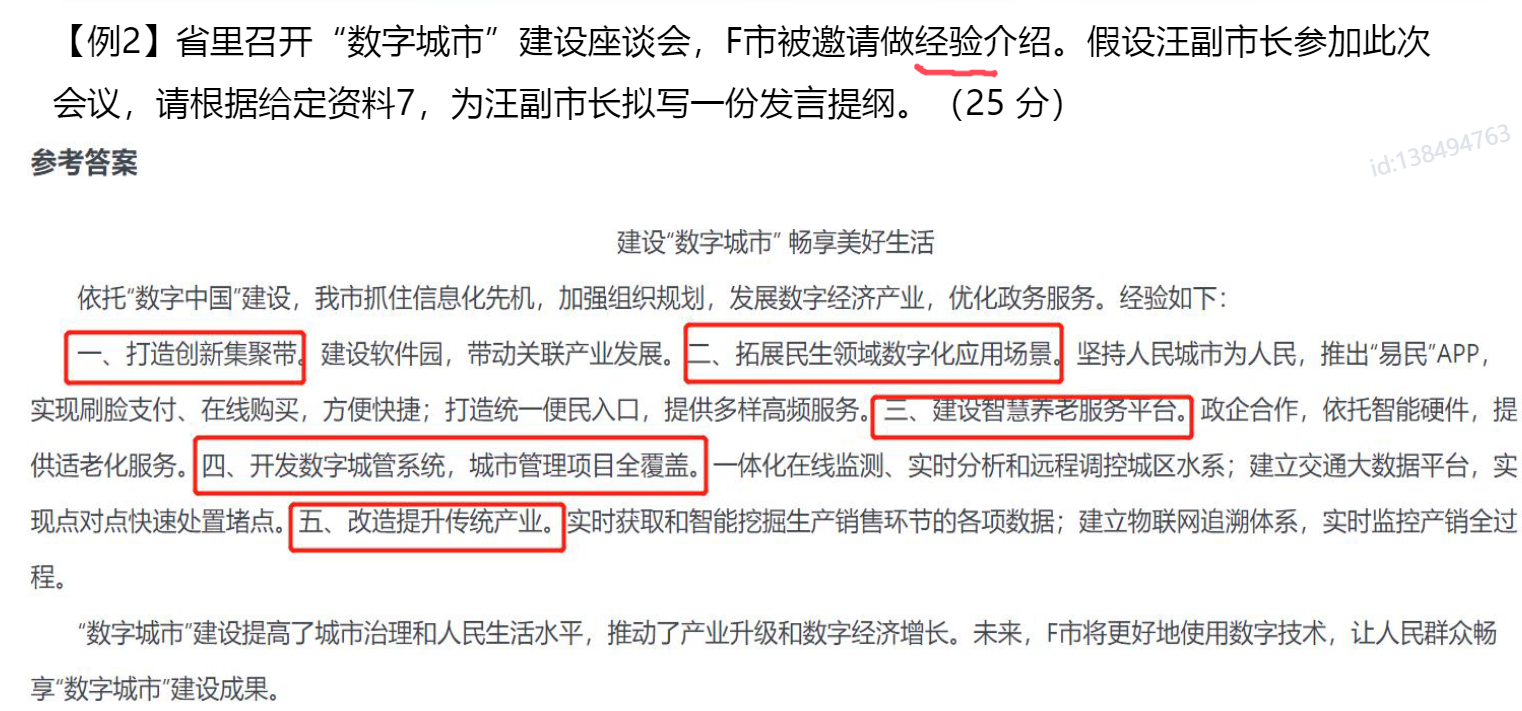 【例2】省里召开“数字城市”建设座谈会，F市被邀请做经验介绍。假设汪副市长参加此次
会议，请根据给定资料7，为汪副市长拟写一份发言提纲。（25 分）
id:138494763
参考答案
建设“数字城市” 畅享美好生活
依托“数字中国”建设，我市抓住信息化先机，加强组织规划，发展数字经济产业，优化政务服务。经验如下：
一、打造创新集聚带。建设软件园，带动关联产业发展。二、拓展民生领域数字化应用场景。坚持人民城市为人民，推出“易民”APP，
实现刷脸支付、在线购买，方便快捷；打造统一便民入口，提供多样高频服务。三、建设智慧养老服务平台。政企合作，依托智能硬件，提
供适老化服务。四、开发数字城管系统，城市管理项目全覆盖。一体化在线监测、实时分析和远程调控城区水系；建立交通大数据平台，实
现点对点快速处置堵点。五、改造提升传统产业。实时获取和智能挖掘生产销售环节的各项数据；建立物联网追溯体系，实时监控产销全过
程。
“数字城市”建设提高了城市治理和人民生活水平，推动了产业升级和数字经济增长。未来，F市将更好地使用数字技术，让人民群众畅
享“数字城市”建设成果。